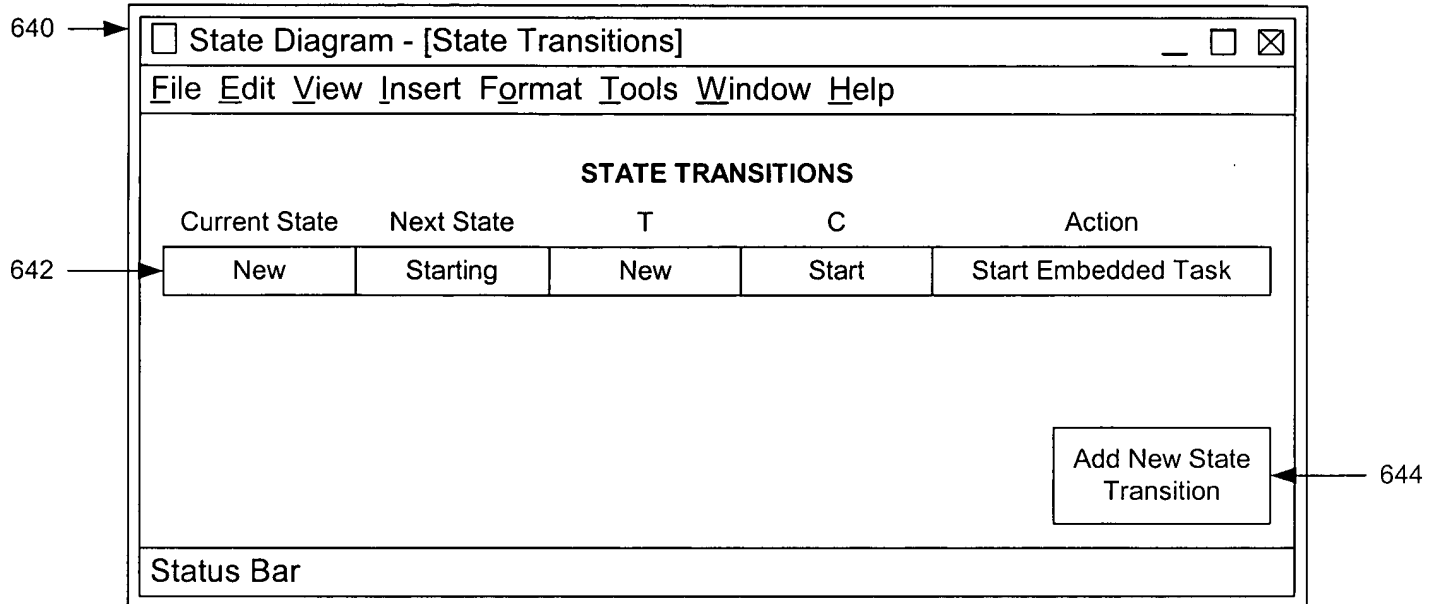 640
State Diagram - [State Transitions]
File Edit View Insert Format Tools Window Help
STATE TRANSITIONS
Current State Next State T C Action
642
New Starting New Start Start Embedded Task
Add New State
Transition
644
Status Bar